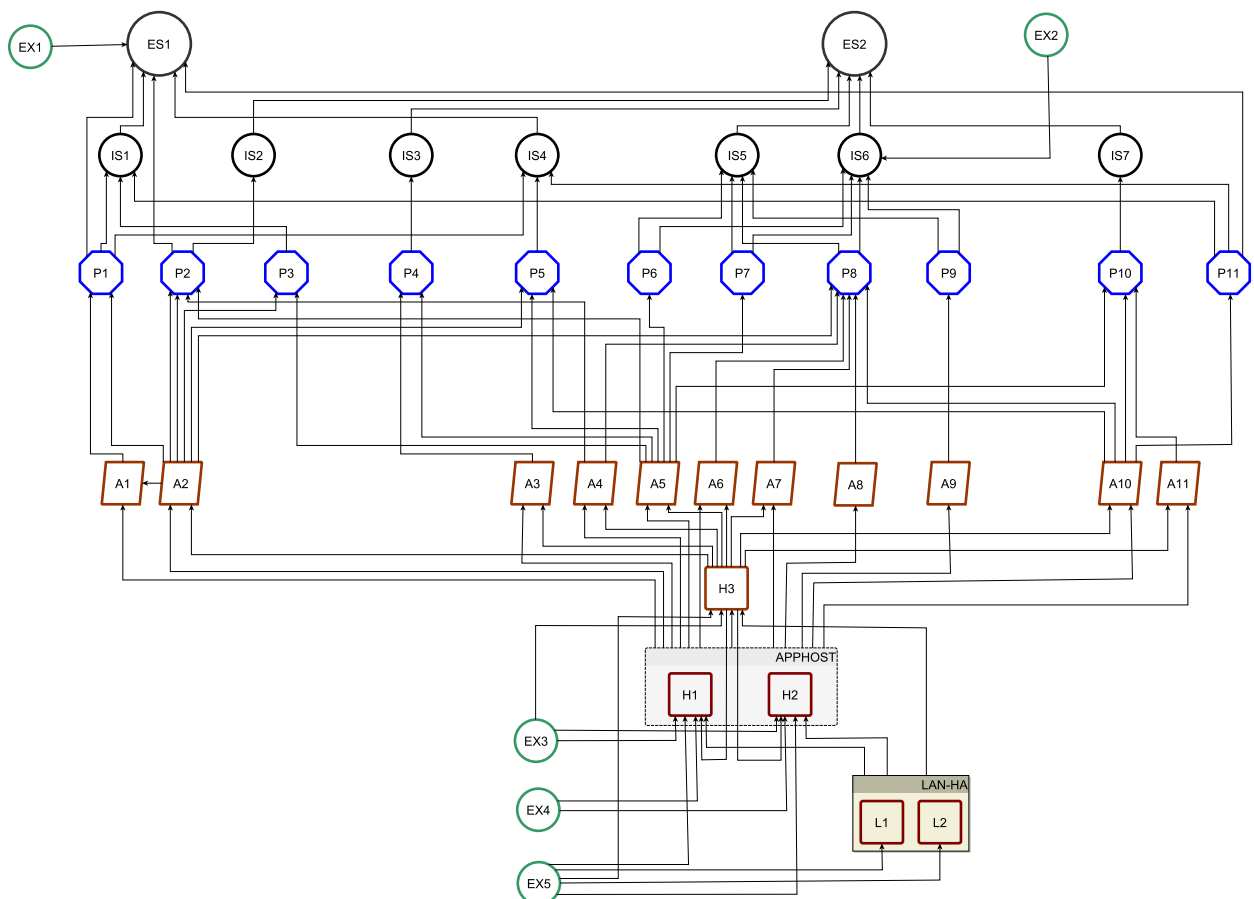 EX1
ES1
ES2
EX2
IS1
IS2
IS3
IS4
IS5
IS6
IS7
P1
P2
P3
P4
P5
P6
P7
P8
P9
P10
P11
A1
A2
A3
A4
A5
A6
A7
A8
A9
A10
A11
H3
APPHOST
H1
H2
EX3
LAN-HA
EX4
L1
L2
EX5